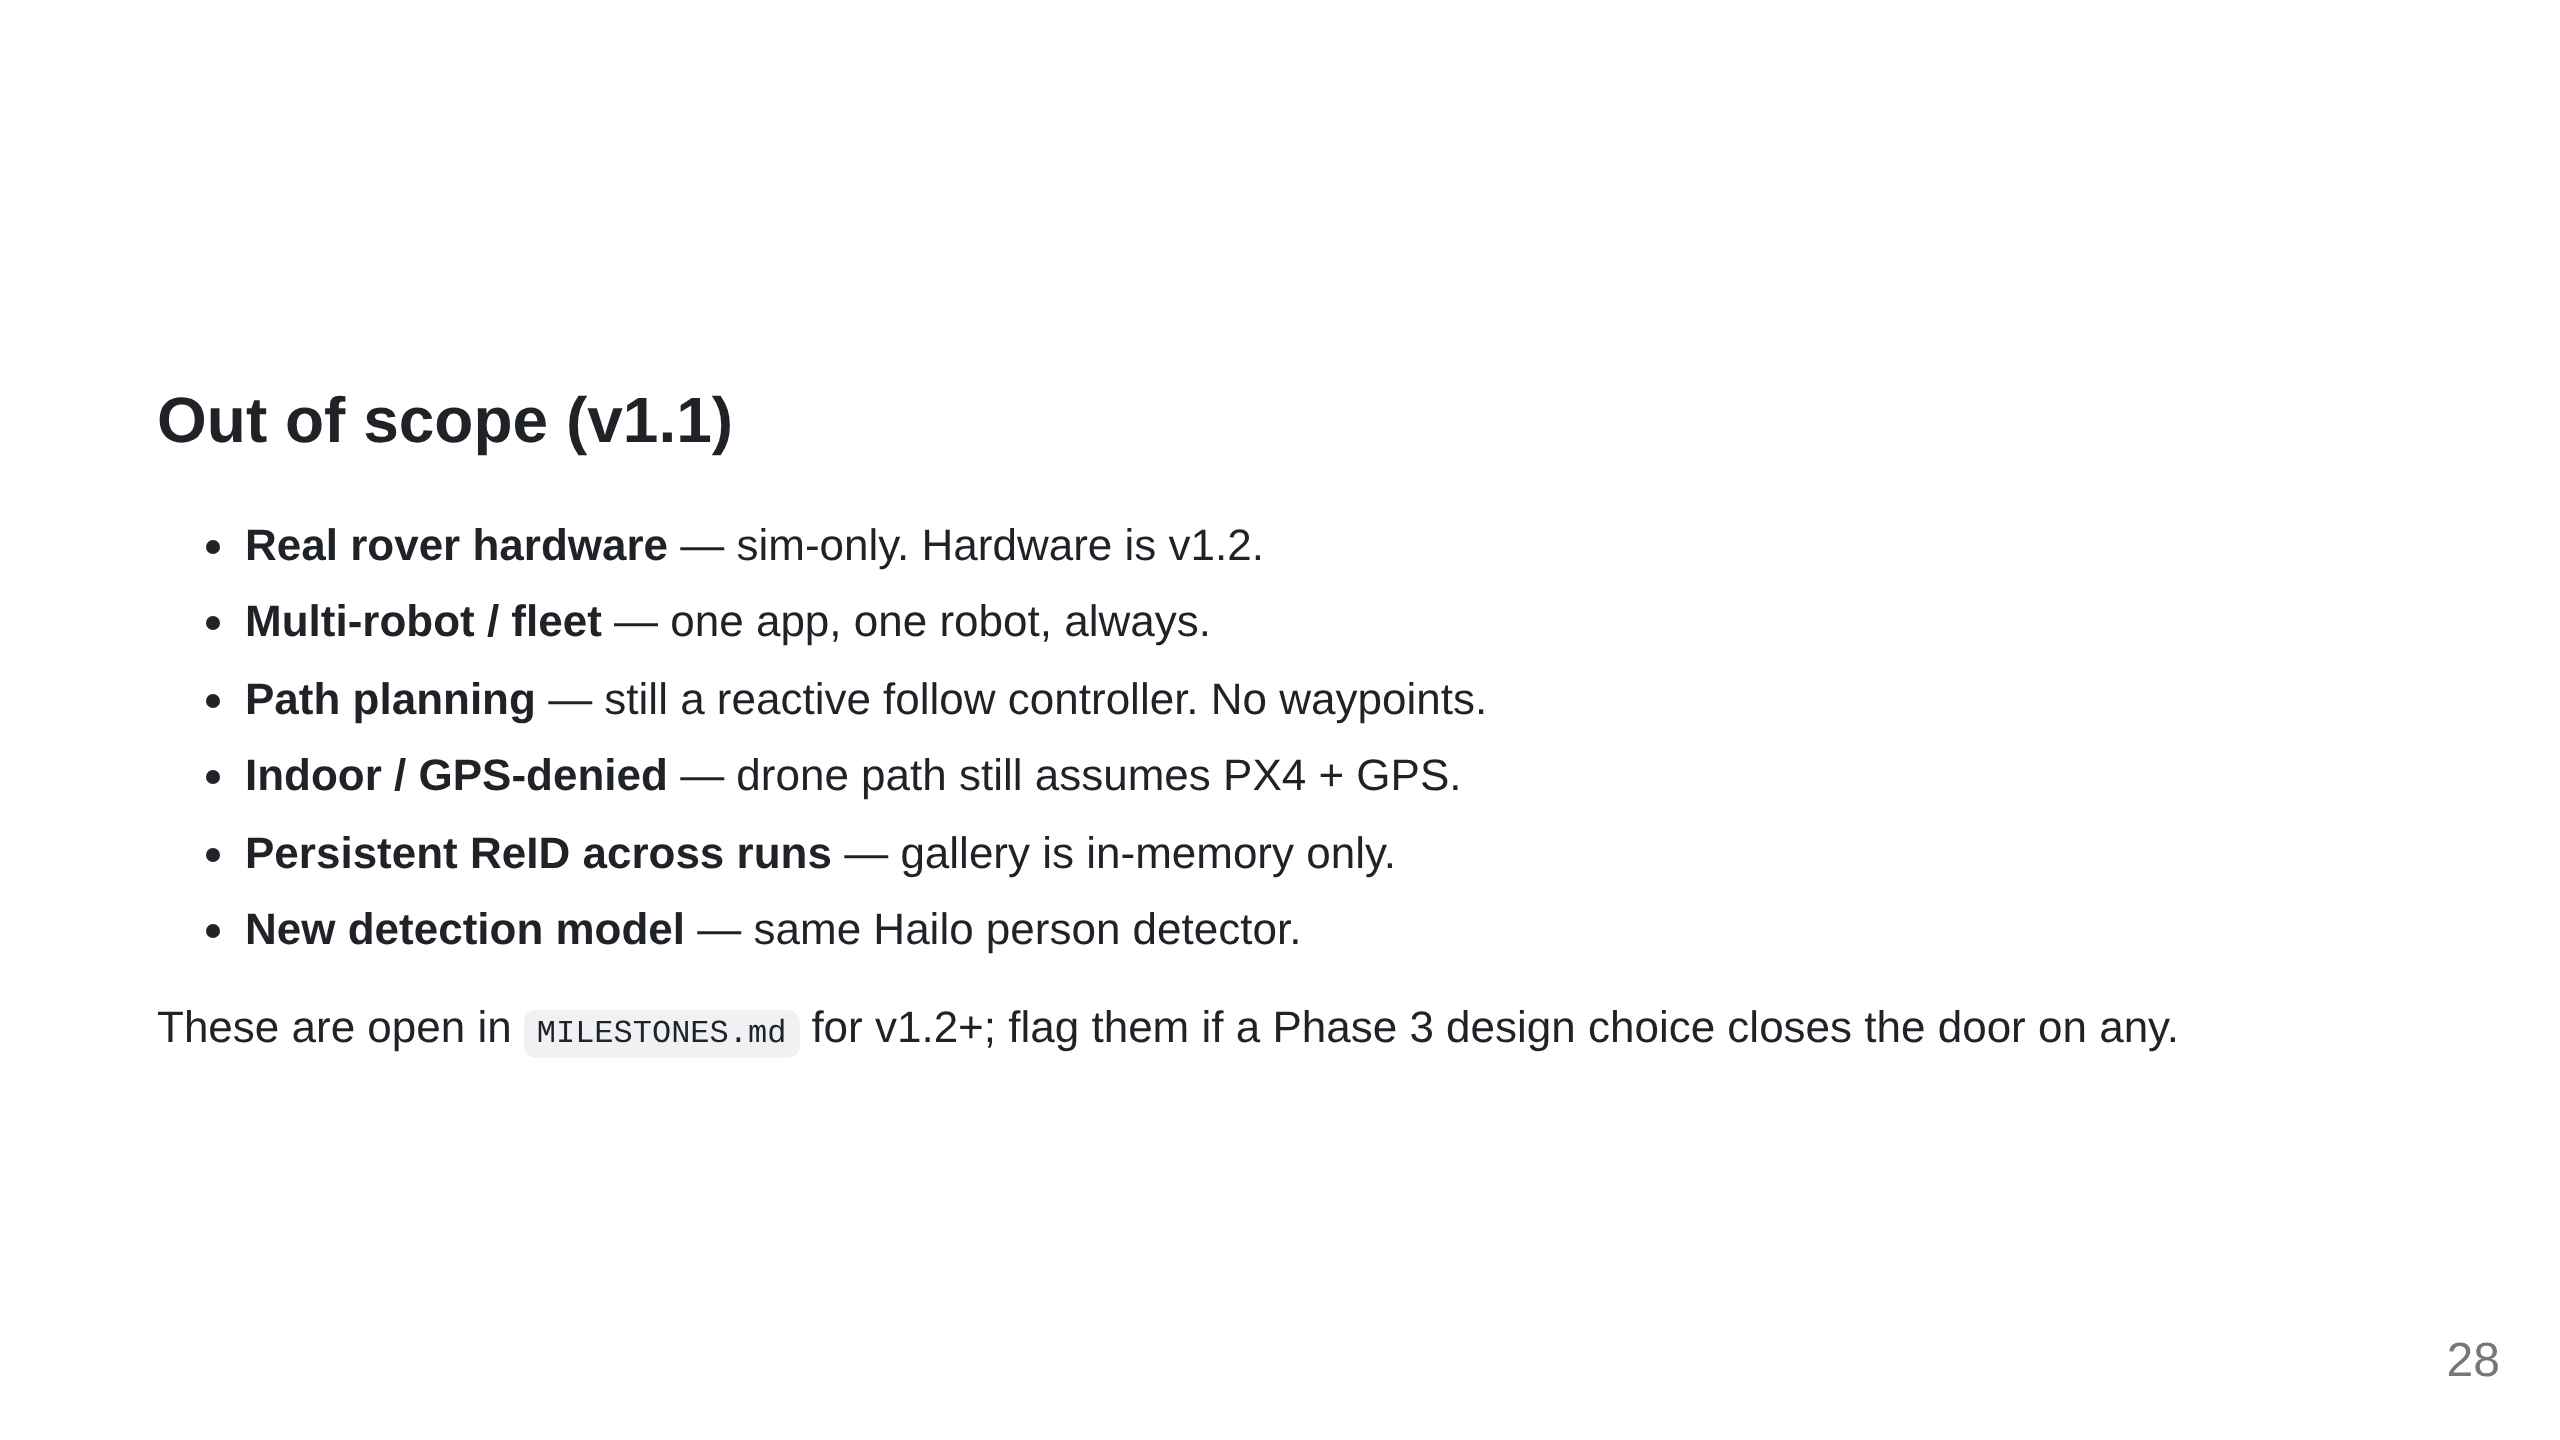 Out of scope (v1.1)
• Real rover hardware — sim-only. Hardware is v1.2.
• Multi-robot / fleet — one app, one robot, always.
• Path planning — still a reactive follow controller. No waypoints.
• Indoor / GPS-denied — drone path still assumes PX4 + GPS.
• Persistent ReID across runs — gallery is in-memory only.
• New detection model — same Hailo person detector.
These are open in MILESTONES.md for v1.2+; flag them if a Phase 3 design choice closes the door on any.
28